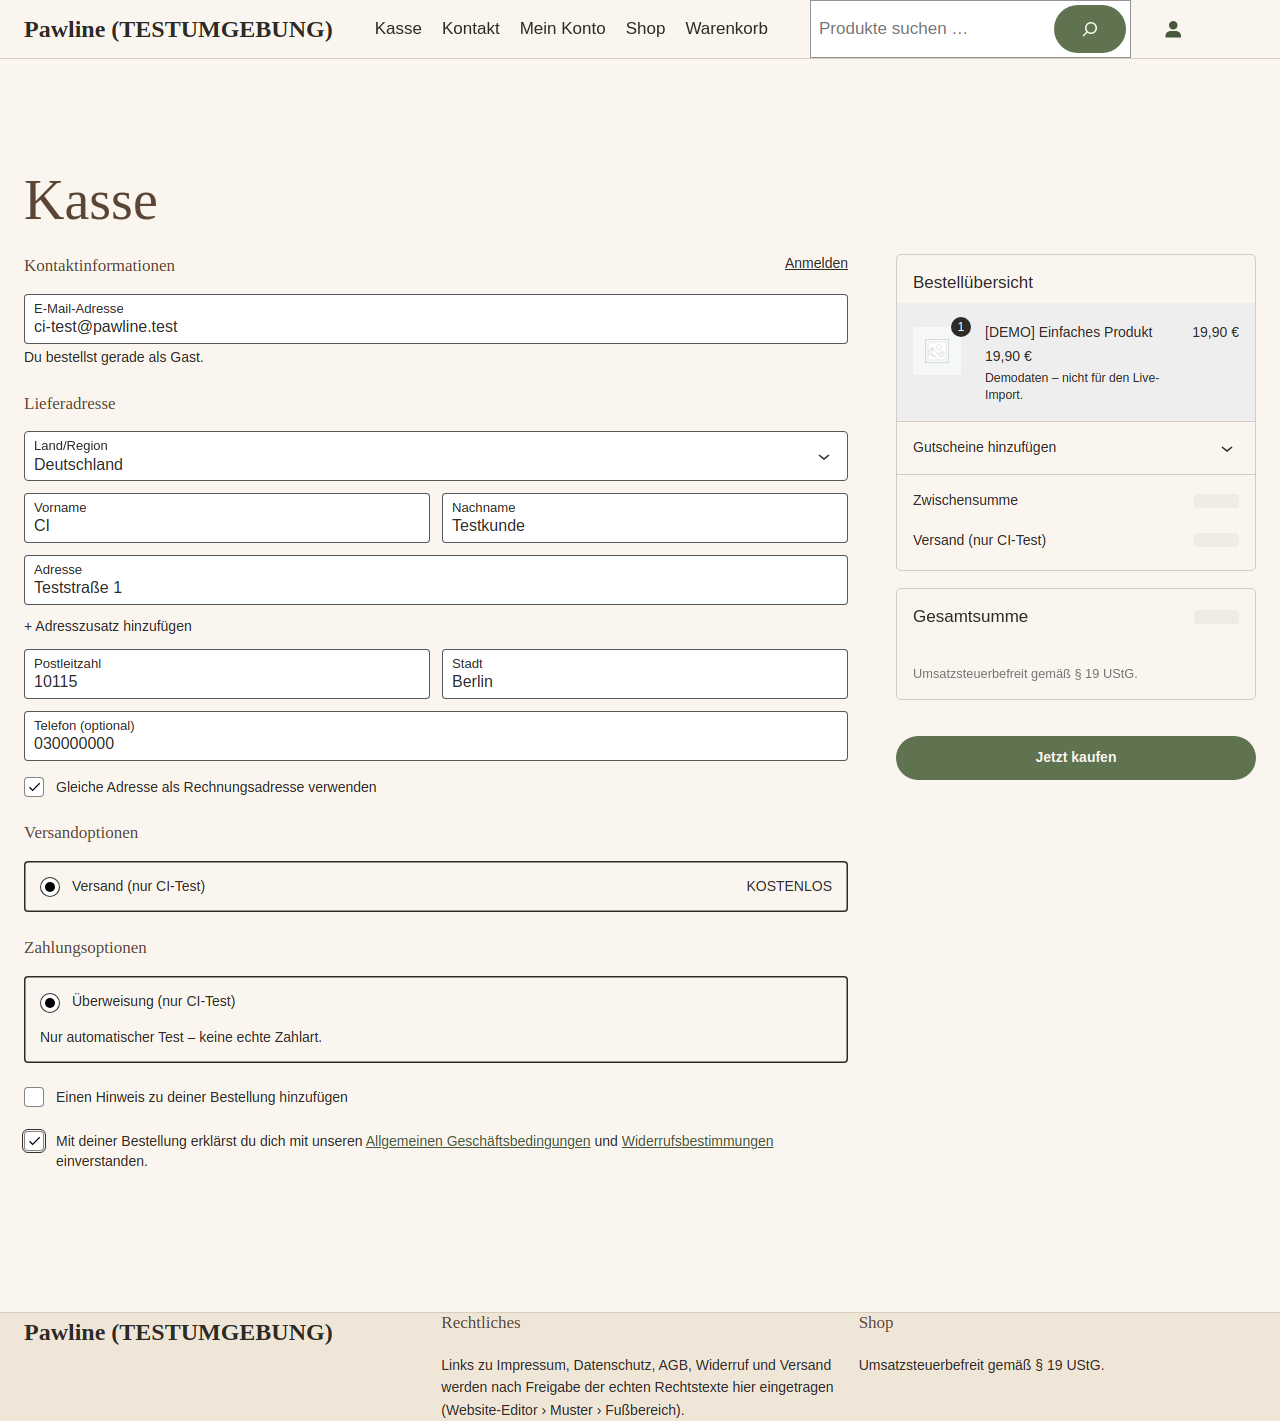 Pawline (TESTUMGEBUNG)
Kasse
Kontakt
Mein Konto
Shop
Warenkorb
Produkte suchen …
Kasse
Kontaktinformationen
Anmelden
E-Mail-Adresse
ci-test@pawline.test
Du bestellst gerade als Gast.
Lieferadresse
Land/Region
Deutschland
Vorname
CI
Nachname
Testkunde
Adresse
Teststraße 1
+ Adresszusatz hinzufügen
Postleitzahl
10115
Stadt
Berlin
Telefon (optional)
030000000
Gleiche Adresse als Rechnungsadresse verwenden
Versandoptionen
Versand (nur CI-Test)
KOSTENLOS
Zahlungsoptionen
Überweisung (nur CI-Test)
Nur automatischer Test – keine echte Zahlart.
Einen Hinweis zu deiner Bestellung hinzufügen
Mit deiner Bestellung erklärst du dich mit unseren Allgemeinen Geschäftsbedingungen und Widerrufsbestimmungen
einverstanden.
Bestellübersicht
1
[DEMO] Einfaches Produkt
19,90 €
19,90 €
Demodaten – nicht für den Live-
Import.
Gutscheine hinzufügen
Zwischensumme
Versand (nur CI-Test)
Gesamtsumme
Umsatzsteuerbefreit gemäß § 19 UStG.
Jetzt kaufen
Pawline (TESTUMGEBUNG)
Rechtliches
Links zu Impressum, Datenschutz, AGB, Widerruf und Versand
werden nach Freigabe der echten Rechtstexte hier eingetragen
(Website-Editor › Muster › Fußbereich).
Shop
Umsatzsteuerbefreit gemäß § 19 UStG.